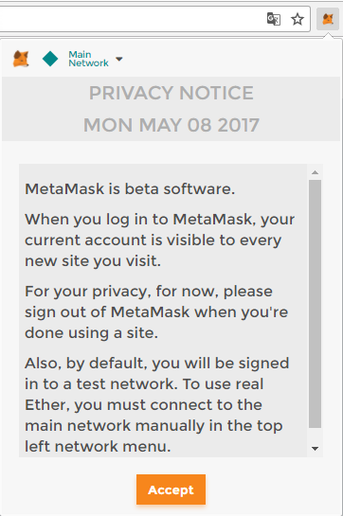 Main
Network
PRIVACY NOTICE
MON MAY 08 2017
MetaMask is beta software.
When you log in to MetaMask, your
current account is visible to every
new site you visit.
For your privacy, for now, please
sign out of MetaMask when you're
done using a site.
Also, by default, you will be signed
in to a test network. To use real
Ether, you must connect to the
main network manually in the top
left network menu.
Accept